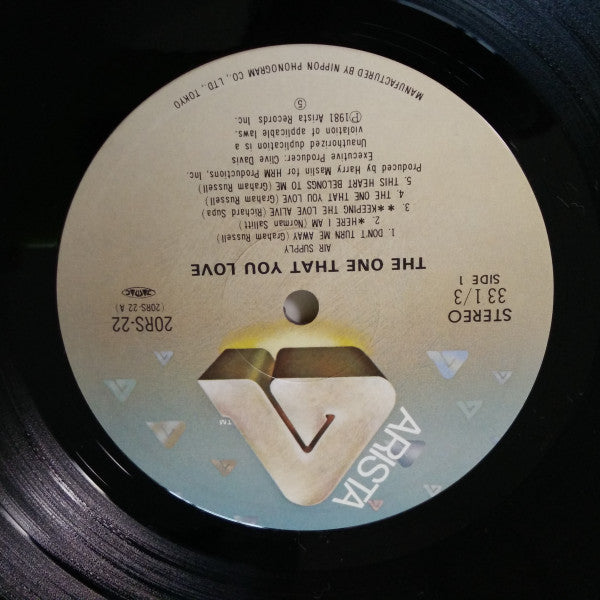 ARISTA
TM
STEREO
33 1/3
SIDE 1
20RS-22
(20RS-22 A)
JASRAC
THE ONE THAT YOU LOVE
AIR SUPPLY
1. DON'T TURN ME AWAY (Graham Russell)
2. *HERE I AM (Norman Sallitt)
3. **KEEPING THE LOVE ALIVE (Richard Supa)
4. THE ONE THAT YOU LOVE (Graham Russell)
5. THIS HEART BELONGS TO ME (Graham Russell)
Produced by Harry Maslin for HRM Productions, Inc.
Executive Producer: Clive Davis
Unauthorized duplication is a
violation of applicable laws.
Ⓟ1981 Arista Records Inc.
⑤
MANUFACTURED BY NIPPON PHONOGRAM CO., LTD., TOKYO